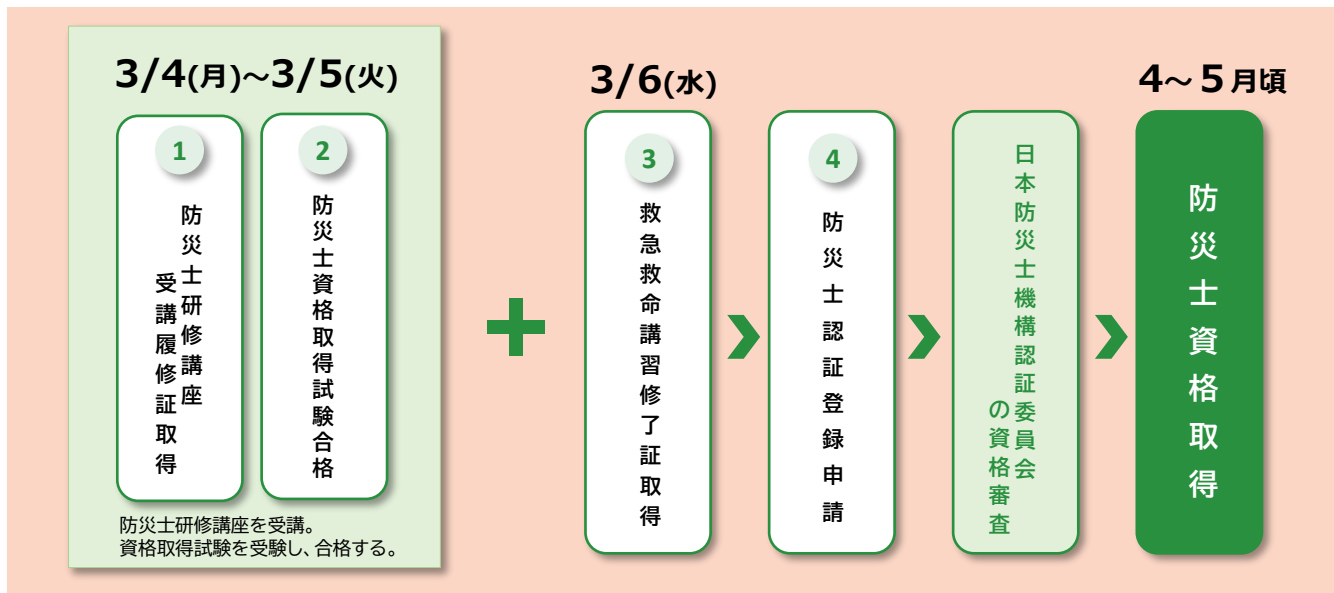 3/4(月)～3/5(火)
1
防災士研修講座
受講履修証取得
2
防災士資格取得試験合格
防災士研修講座を受講。
資格取得試験を受験し、合格する。
3/6(水)
3
救急救命講習修了証取得
4
防災士認証登録申請
日本防災士機構認証委員会
の資格審査
4～5月頃
防災士資格取得